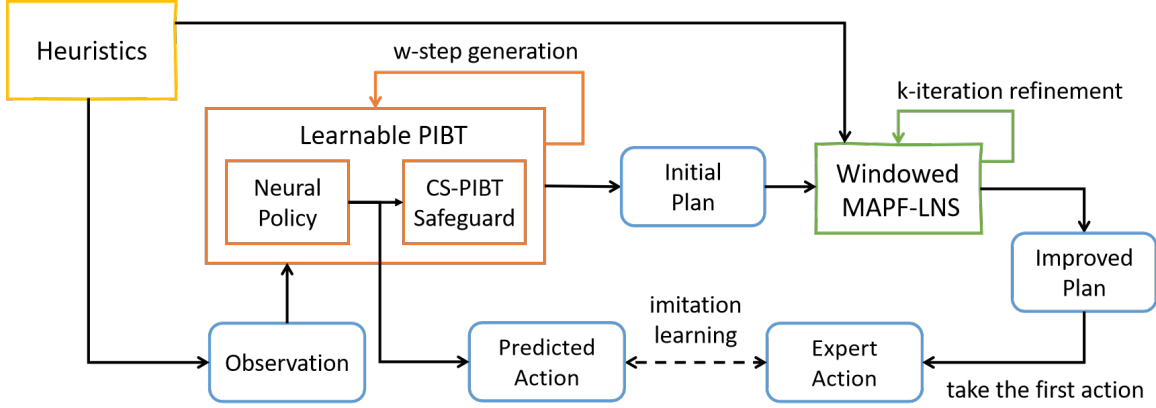 Heuristics
w-step generation
k-iteration refinement
Learnable PIBT
Neural
Policy
CS-PIBT
Safeguard
Initial
Plan
Windowed
MAPF-LNS
Improved
Plan
imitation
learning
Observation
Predicted
Action
Expert
Action
take the first action